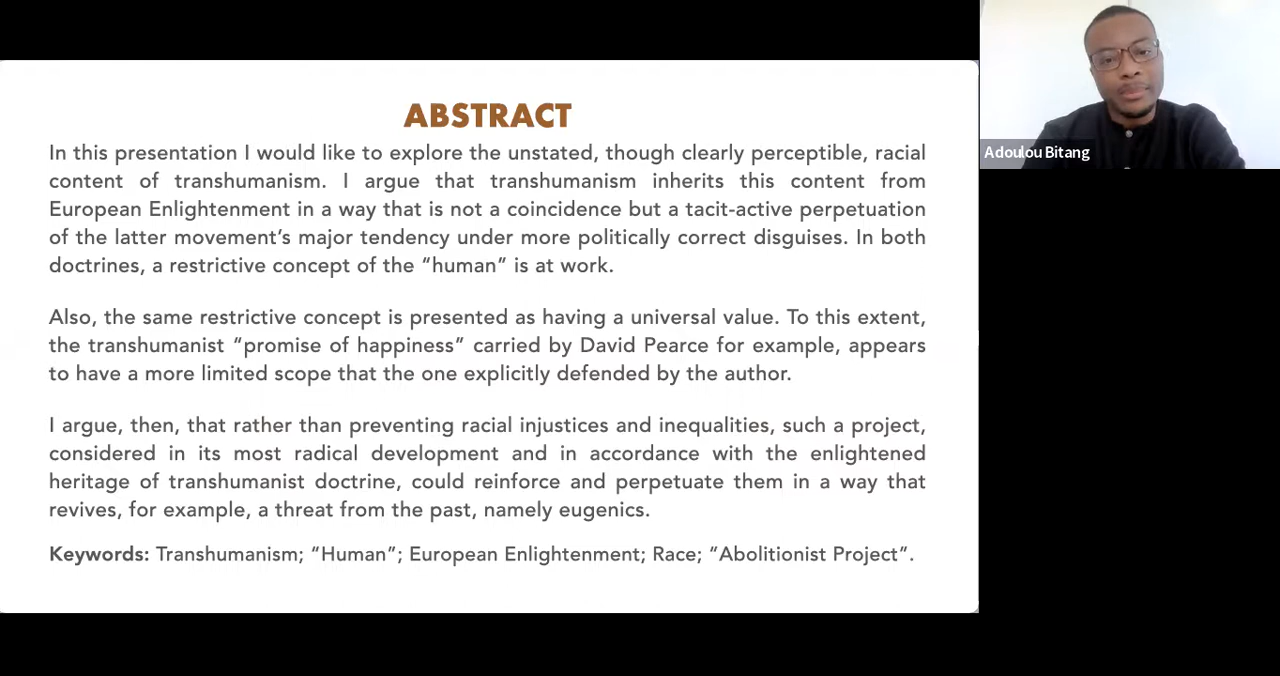 ABSTRACT
In this presentation I would like to explore the unstated, though clearly perceptible, racial
content of transhumanism. I argue that transhumanism inherits this content from
European Enlightenment in a way that is not a coincidence but a tacit-active perpetuation
of the latter movement’s major tendency under more politically correct disguises. In both
doctrines, a restrictive concept of the “human” is at work.
Also, the same restrictive concept is presented as having a universal value. To this extent,
the transhumanist “promise of happiness” carried by David Pearce for example, appears
to have a more limited scope that the one explicitly defended by the author.
I argue, then, that rather than preventing racial injustices and inequalities, such a project,
considered in its most radical development and in accordance with the enlightened
heritage of transhumanist doctrine, could reinforce and perpetuate them in a way that
revives, for example, a threat from the past, namely eugenics.
Keywords: Transhumanism; “Human”; European Enlightenment; Race; “Abolitionist Project”.
Adoulou Bitang